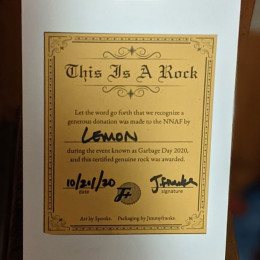 This Is A Rock
Let the word go forth that we recognize a
generous donation was made to the NNAF by
LEMON
during the event known as Garbage Day 2020,
and this certified genuine rock was awarded.
10/20/20
date
signature
Art by Spooks Packaging by Jimmyfranks.